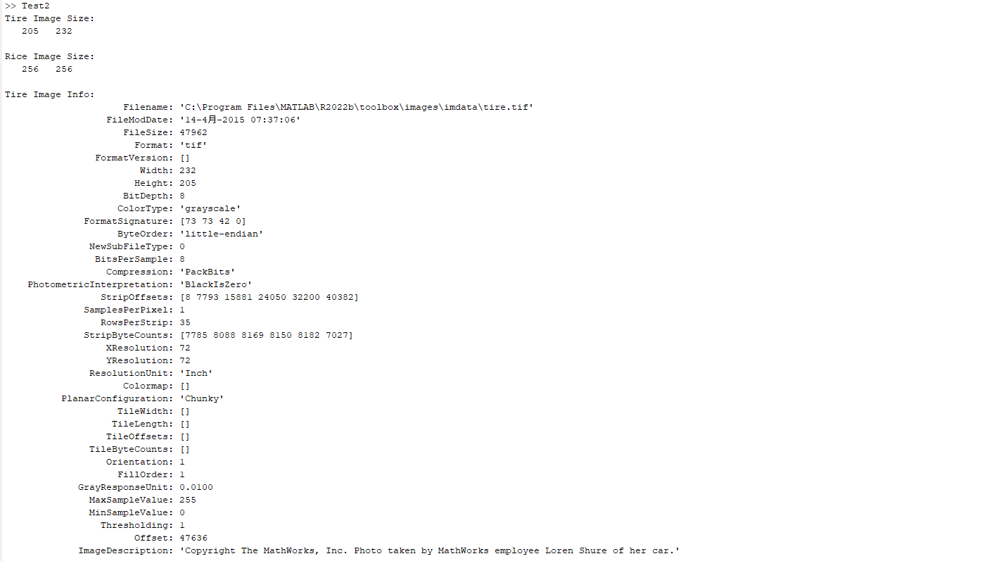 >> Test2
Tire Image Size:
205 232
Rice Image Size:
256 256
Tire Image Info:
Filename: 'C:\Program Files\MATLAB\R2022b\toolbox\images\imdata\tire.tif'
FileModDate: '14-4月-2015 07:37:06'
FileSize: 47962
Format: 'tif'
FormatVersion: []
Width: 232
Height: 205
BitDepth: 8
ColorType: 'grayscale'
FormatSignature: [73 73 42 0]
ByteOrder: 'little-endian'
NewSubFileType: 0
BitsPerSample: 8
Compression: 'PackBits'
PhotometricInterpretation: 'BlackIsZero'
StripOffsets: [8 7793 15881 24050 32200 40382]
SamplesPerPixel: 1
RowsPerStrip: 35
StripByteCounts: [7785 8088 8169 8150 8182 7027]
XResolution: 72
YResolution: 72
ResolutionUnit: 'Inch'
Colormap: []
PlanarConfiguration: 'Chunky'
TileWidth: []
TileLength: []
TileOffsets: []
TileByteCounts: []
Orientation: 1
FillOrder: 1
GrayResponseUnit: 0.0100
MaxSampleValue: 255
MinSampleValue: 0
Thresholding: 1
Offset: 47636
ImageDescription: 'Copyright The MathWorks, Inc. Photo taken by MathWorks employee Loren Shure of her car.'